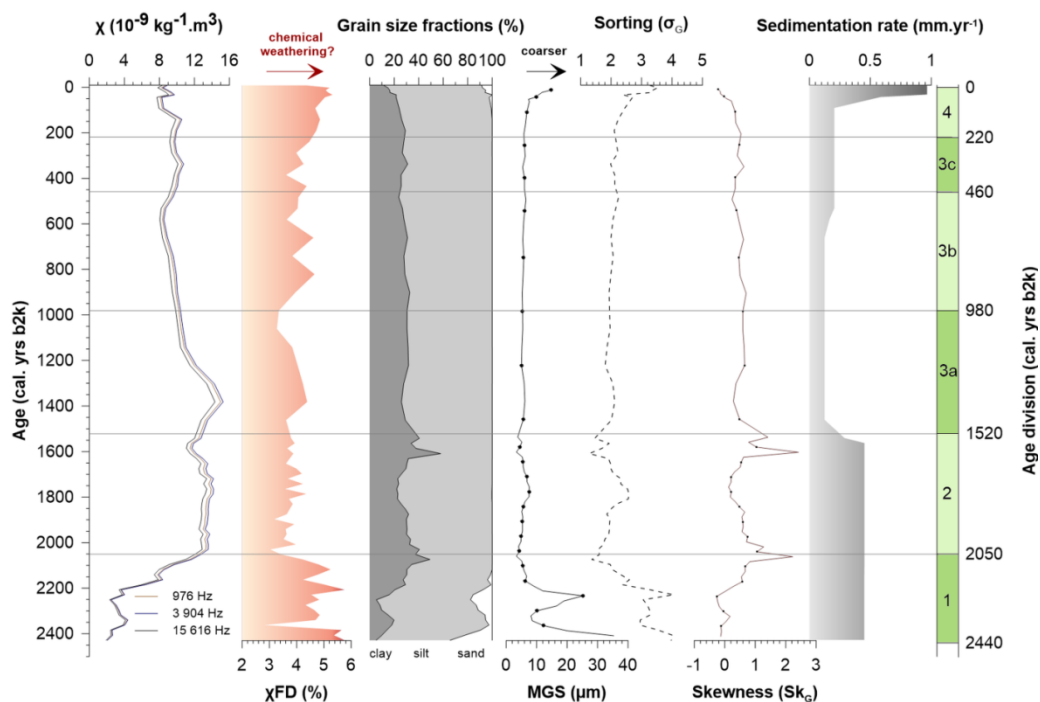 χ (10⁻⁹ kg⁻¹.m³)
0 4 8 12 16
chemical
weathering?
Grain size fractions (%)
0 20 40 60 80 100
coarser
Sorting (σG)
1 2 3 4 5
Sedimentation rate (mm.yr⁻¹)
0 0.5 1
Age (cal. yrs b2k)
0
200
400
600
800
1000
1200
1400
1600
1800
2000
2200
2400
976 Hz
3 904 Hz
15 616 Hz
2 3 4 5 6
χFD (%)
clay silt sand
0 10 20 30 40
MGS (µm)
-1 0 1 2 3
Skewness (SkG)
4
3c
3b
3a
2
1
0
220
460
980
1520
2050
2440
Age division (cal. yrs b2k)